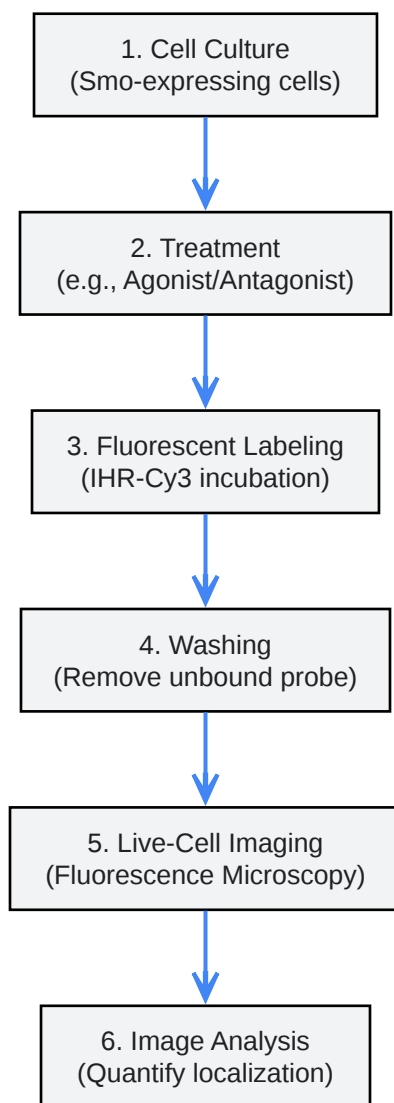 1. Cell Culture
(Smo-expressing cells)
2. Treatment
(e.g., Agonist/Antagonist)
3. Fluorescent Labeling
(IHR-Cy3 incubation)
4. Washing
(Remove unbound probe)
5. Live-Cell Imaging
(Fluorescence Microscopy)
6. Image Analysis
(Quantify localization)